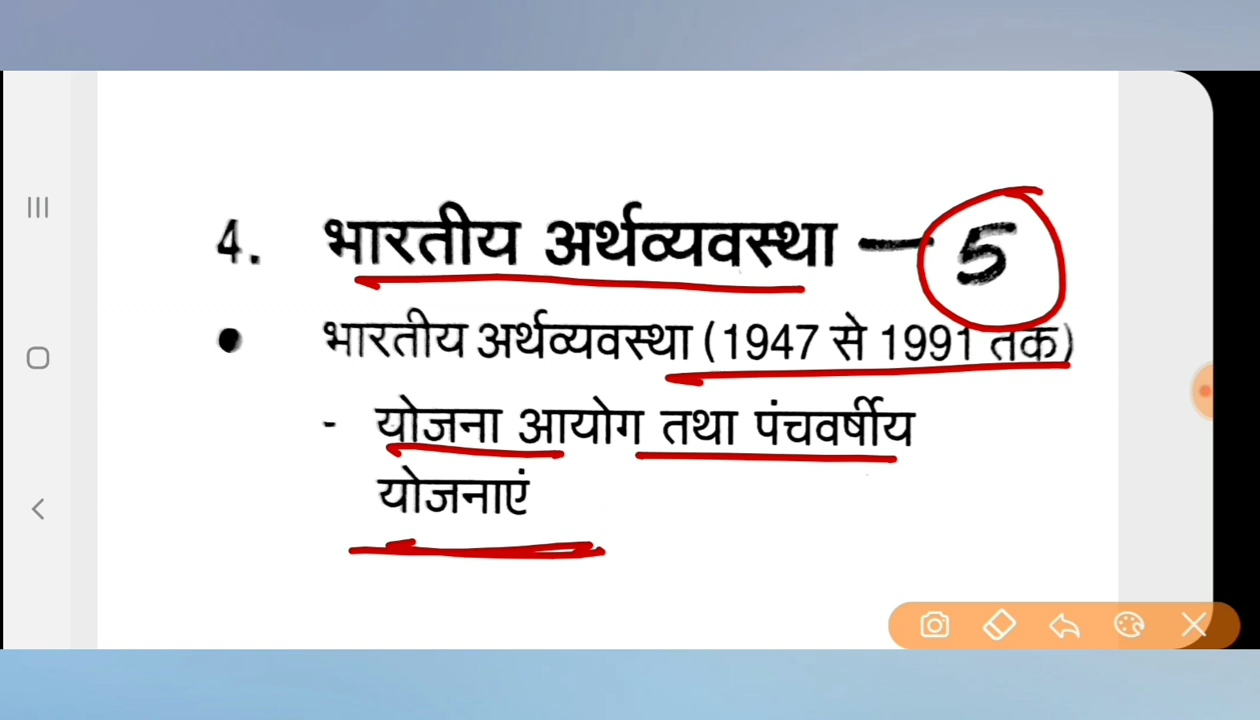 4. भारतीय अर्थव्यवस्था — 5
● भारतीय अर्थव्यवस्था (1947 से 1991 तक)
- योजना आयोग तथा पंचवर्षीय
योजनाएं